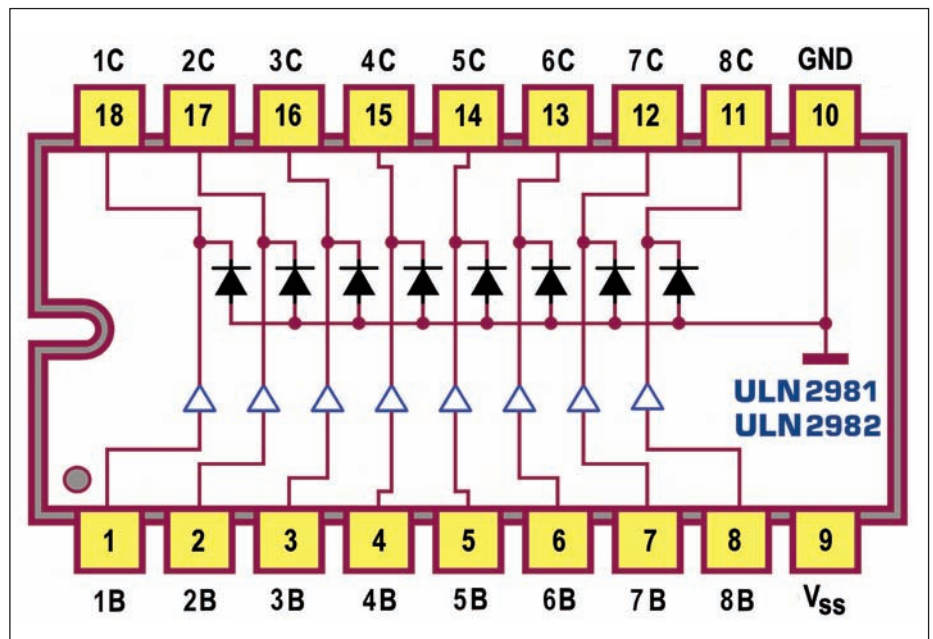 1C 2C 3C 4C 5C 6C 7C 8C GND
18 17 16 15 14 13 12 11 10
ULN2981
ULN2982
1 2 3 4 5 6 7 8 9
1B 2B 3B 4B 5B 6B 7B 8B VSS